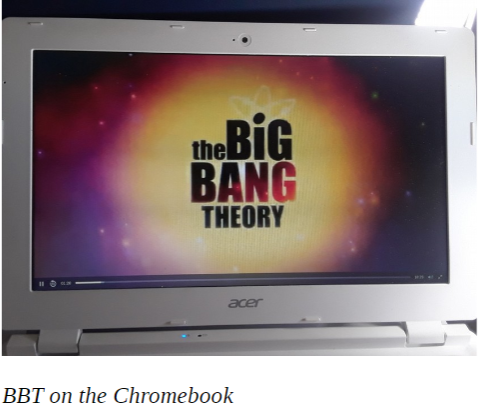 the BiG
BANG
THEORY
acer
BBT on the Chromebook